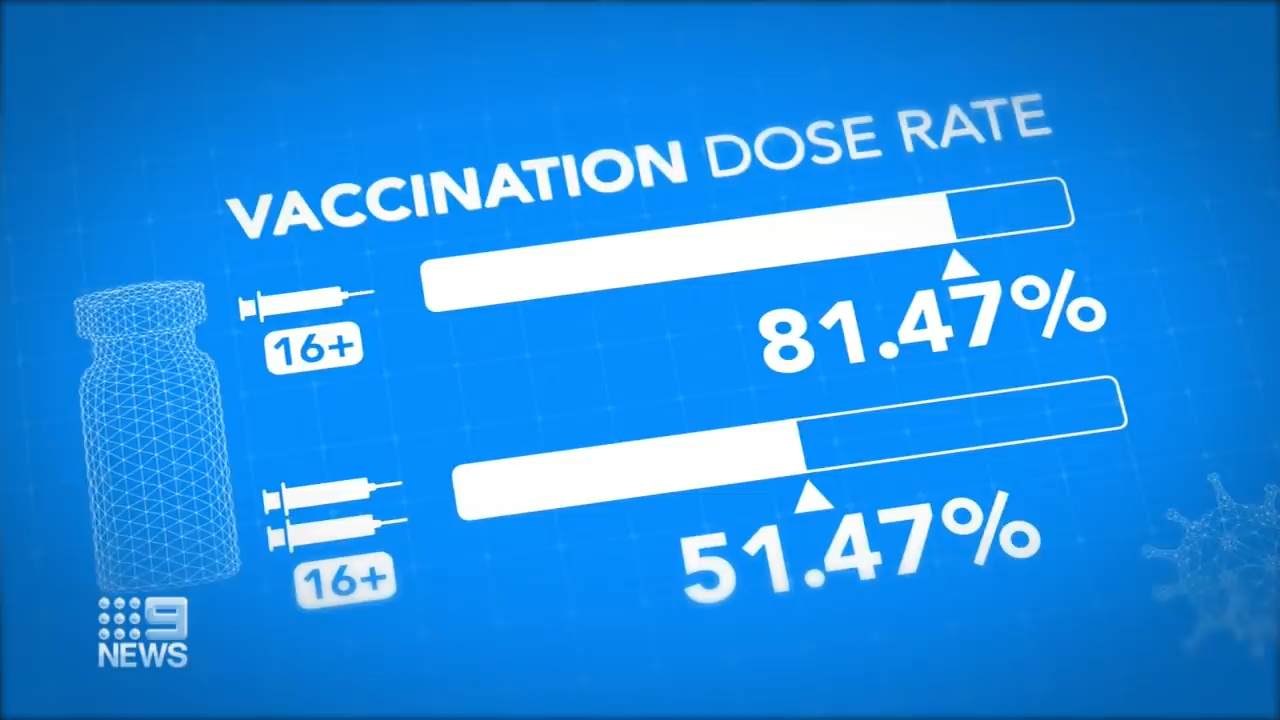 VACCINATION DOSE RATE
16+
81.47%
16+
51.47%
9
NEWS